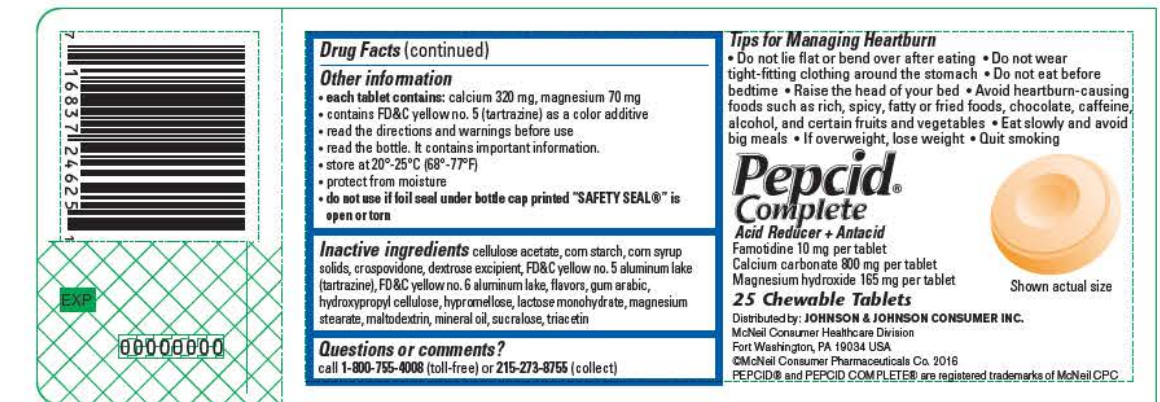 7 16837 24625 1
EXP
00000000
Drug Facts (continued)
Other information
• each tablet contains: calcium 320 mg, magnesium 70 mg
• contains FD&C yellow no. 5 (tartrazine) as a color additive
• read the directions and warnings before use
• read the bottle. It contains important information.
• store at 20°-25°C (68°-77°F)
• protect from moisture
• do not use if foil seal under bottle cap printed "SAFETY SEAL®" is
open or torn
Inactive ingredients cellulose acetate, corn starch, corn syrup
solids, crospovidone, dextrose excipient, FD&C yellow no. 5 aluminum lake
(tartrazine), FD&C yellow no. 6 aluminum lake, flavors, gum arabic,
hydroxypropyl cellulose, hypromellose, lactose monohydrate, magnesium
stearate, maltodextrin, mineral oil, sucralose, triacetin
Questions or comments?
call 1-800-755-4008 (toll-free) or 215-273-8755 (collect)
Tips for Managing Heartburn
• Do not lie flat or bend over after eating • Do not wear
tight-fitting clothing around the stomach • Do not eat before
bedtime • Raise the head of your bed • Avoid heartburn-causing
foods such as rich, spicy, fatty or fried foods, chocolate, caffeine,
alcohol, and certain fruits and vegetables • Eat slowly and avoid
big meals • If overweight, lose weight • Quit smoking
Pepcid®
Complete
Acid Reducer + Antacid
Famotidine 10 mg per tablet
Calcium carbonate 800 mg per tablet
Magnesium hydroxide 165 mg per tablet
25 Chewable Tablets
Shown actual size
Distributed by: JOHNSON & JOHNSON CONSUMER INC.
McNeil Consumer Healthcare Division
Fort Washington, PA 19034 USA
©McNeil Consumer Pharmaceuticals Co. 2016
PEPCID® and PEPCID COMPLETE® are registered trademarks of McNeil CPC